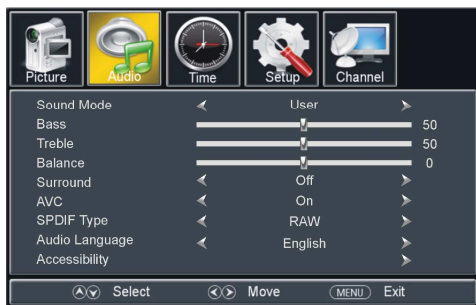 Picture Audio Time Setup Channel
Sound Mode User
Bass 50
Treble 50
Balance 0
Surround Off
AVC On
SPDIF Type RAW
Audio Language English
Accessibility
Select Move MENU Exit